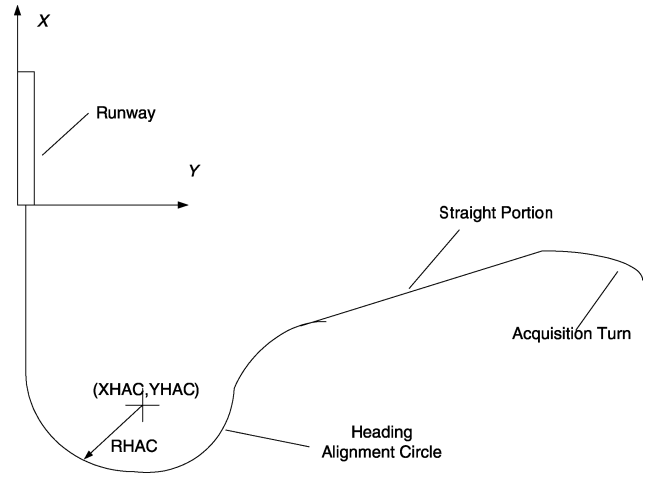 X
Runway
Y
Straight Portion
Acquisition Turn
(XHAC,YHAC)
RHAC
Heading
Alignment Circle